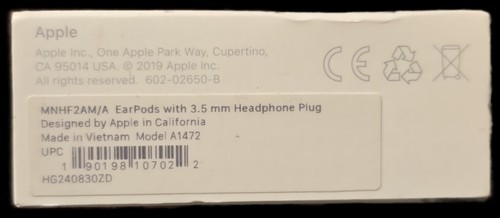 Apple
Apple Inc., One Apple Park Way, Cupertino,
CA 95014 USA. © 2019 Apple Inc.
All rights reserved. 602-02650-B
MNHF2AM/A EarPods with 3.5 mm Headphone Plug
Designed by Apple in California
Made in Vietnam Model A1472
UPC
1 90198 10702 2
HG240830ZD